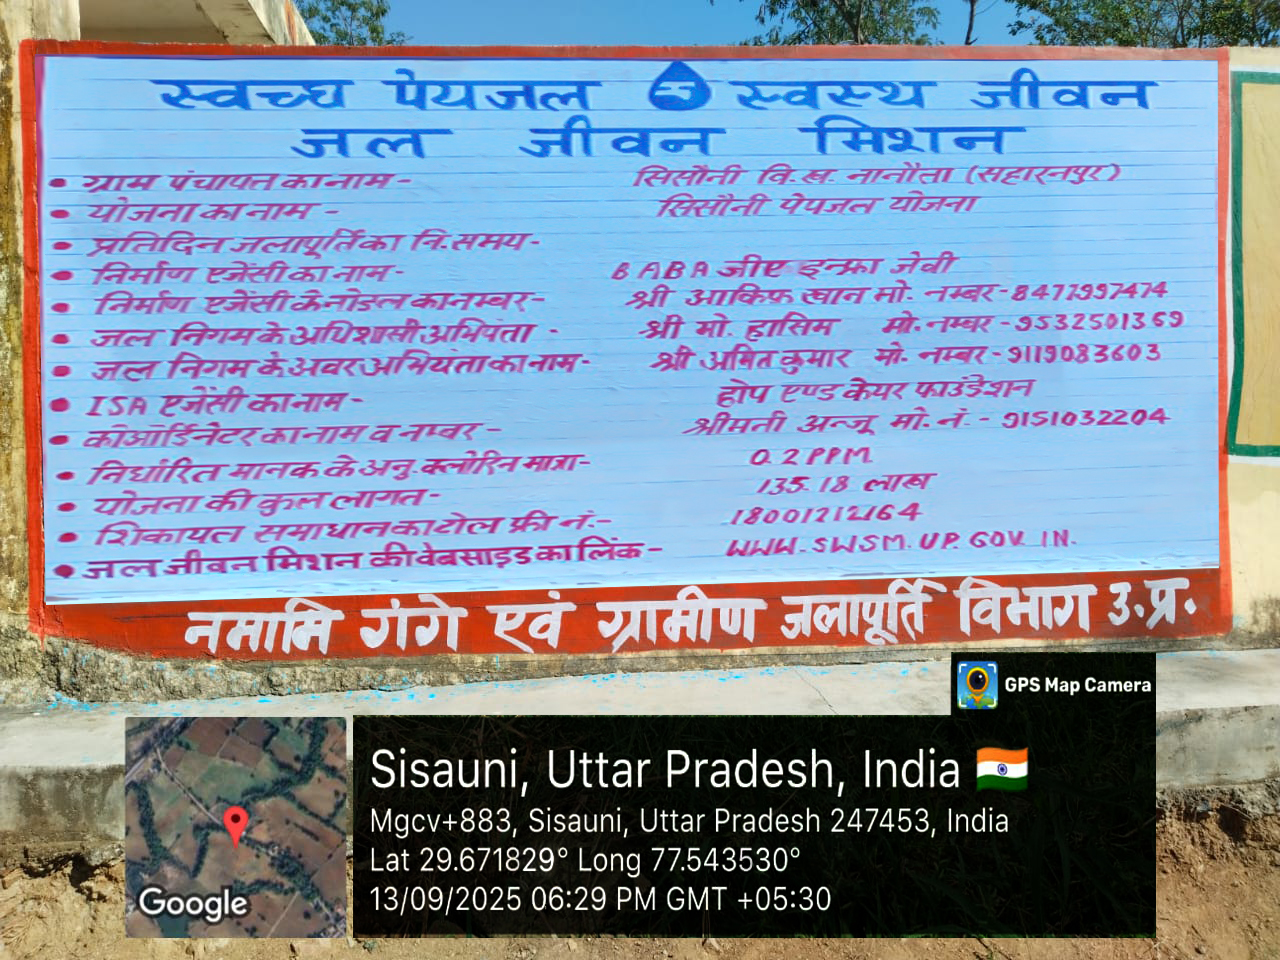 स्वच्छ पेयजल स्वस्थ जीवन
जल जीवन मिशन
• ग्राम पंचायत का नाम - सिसौनी वि.ख. नानौता (सहारनपुर)
• योजना का नाम - सिसौनी पेयजल योजना
• प्रतिदिन जलापूर्ति का नि.समय-
• निर्माण एजेंसी का नाम- BABA जीए इन्फ्रा जेवी
• निर्माण एजेंसी के नोडल का नम्बर- श्री आकिफ खान मो. नम्बर-8477997474
• जल निगम के अधिशासी अभियंता - श्री मो. हासिम मो.नम्बर -9532501369
• जल निगम के अवर अभियंता का नाम- श्री अमित कुमार मो. नम्बर-9119083603
• ISA एजेंसी का नाम- होप एण्ड केयर फाउंडैशन
• कोआर्डिनेटर का नाम व नम्बर - श्रीमती अन्जू मो.नं.- 9151032204
• निर्धारित मानक के अनु.क्लोरिन मात्रा- 0.2 PPM
• योजना की कुल लागत- 135.18 लाख
• शिकायत समाधान का टोल फ्री नं.- 18001212164
• जल जीवन मिशन की वेबसाइड का लिंक- WWW.SWSM.UP.GOV.IN.
नमामि गंगे एवं ग्रामीण जलापूर्ति विभाग उ.प्र.
GPS Map Camera
Sisauni, Uttar Pradesh, India
Mgcv+883, Sisauni, Uttar Pradesh 247453, India
Lat 29.671829° Long 77.543530°
13/09/2025 06:29 PM GMT +05:30
Google